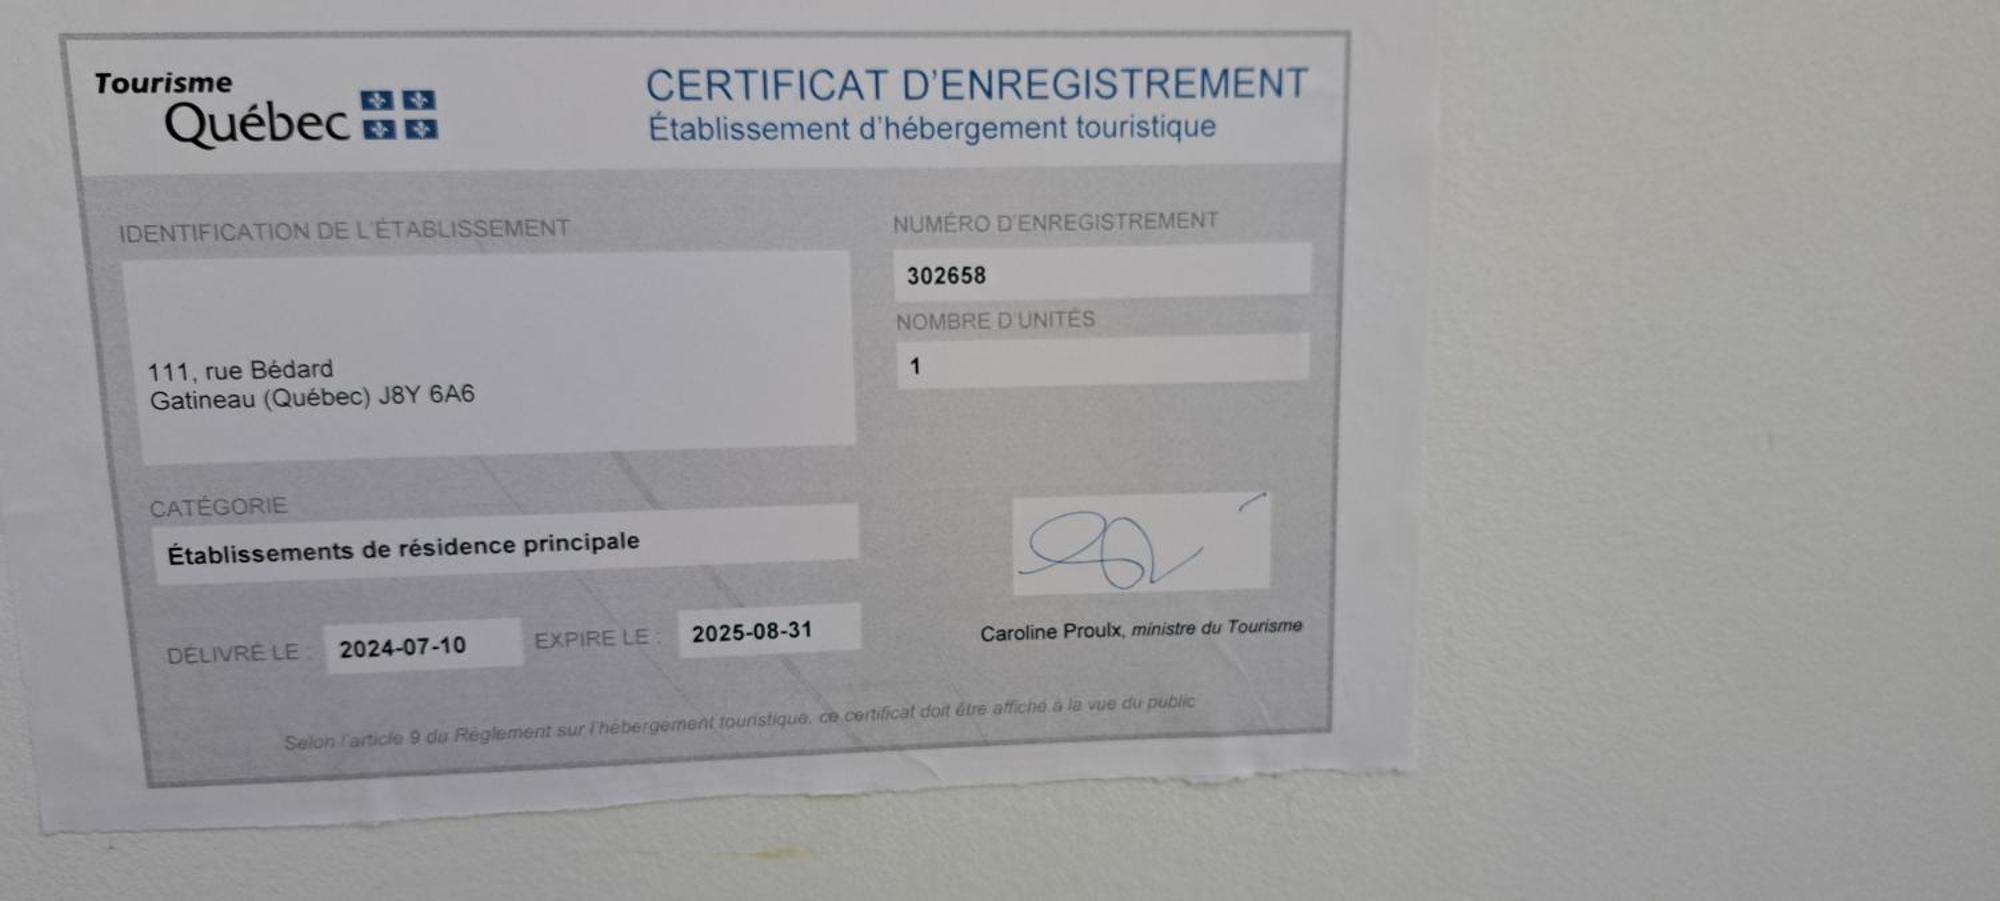 Tourisme
Québec
CERTIFICAT D'ENREGISTREMENT
Établissement d'hébergement touristique
IDENTIFICATION DE L'ÉTABLISSEMENT
111, rue Bédard
Gatineau (Québec) J8Y 6A6
NUMÉRO D'ENREGISTREMENT
302658
NOMBRE D'UNITÉS
1
CATÉGORIE
Établissements de résidence principale
DÉLIVRÉ LE : 2024-07-10 EXPIRE LE : 2025-08-31
Caroline Proulx, ministre du Tourisme
Selon l'article 9 du Règlement sur l'hébergement touristique, ce certificat doit être affiché à la vue du public